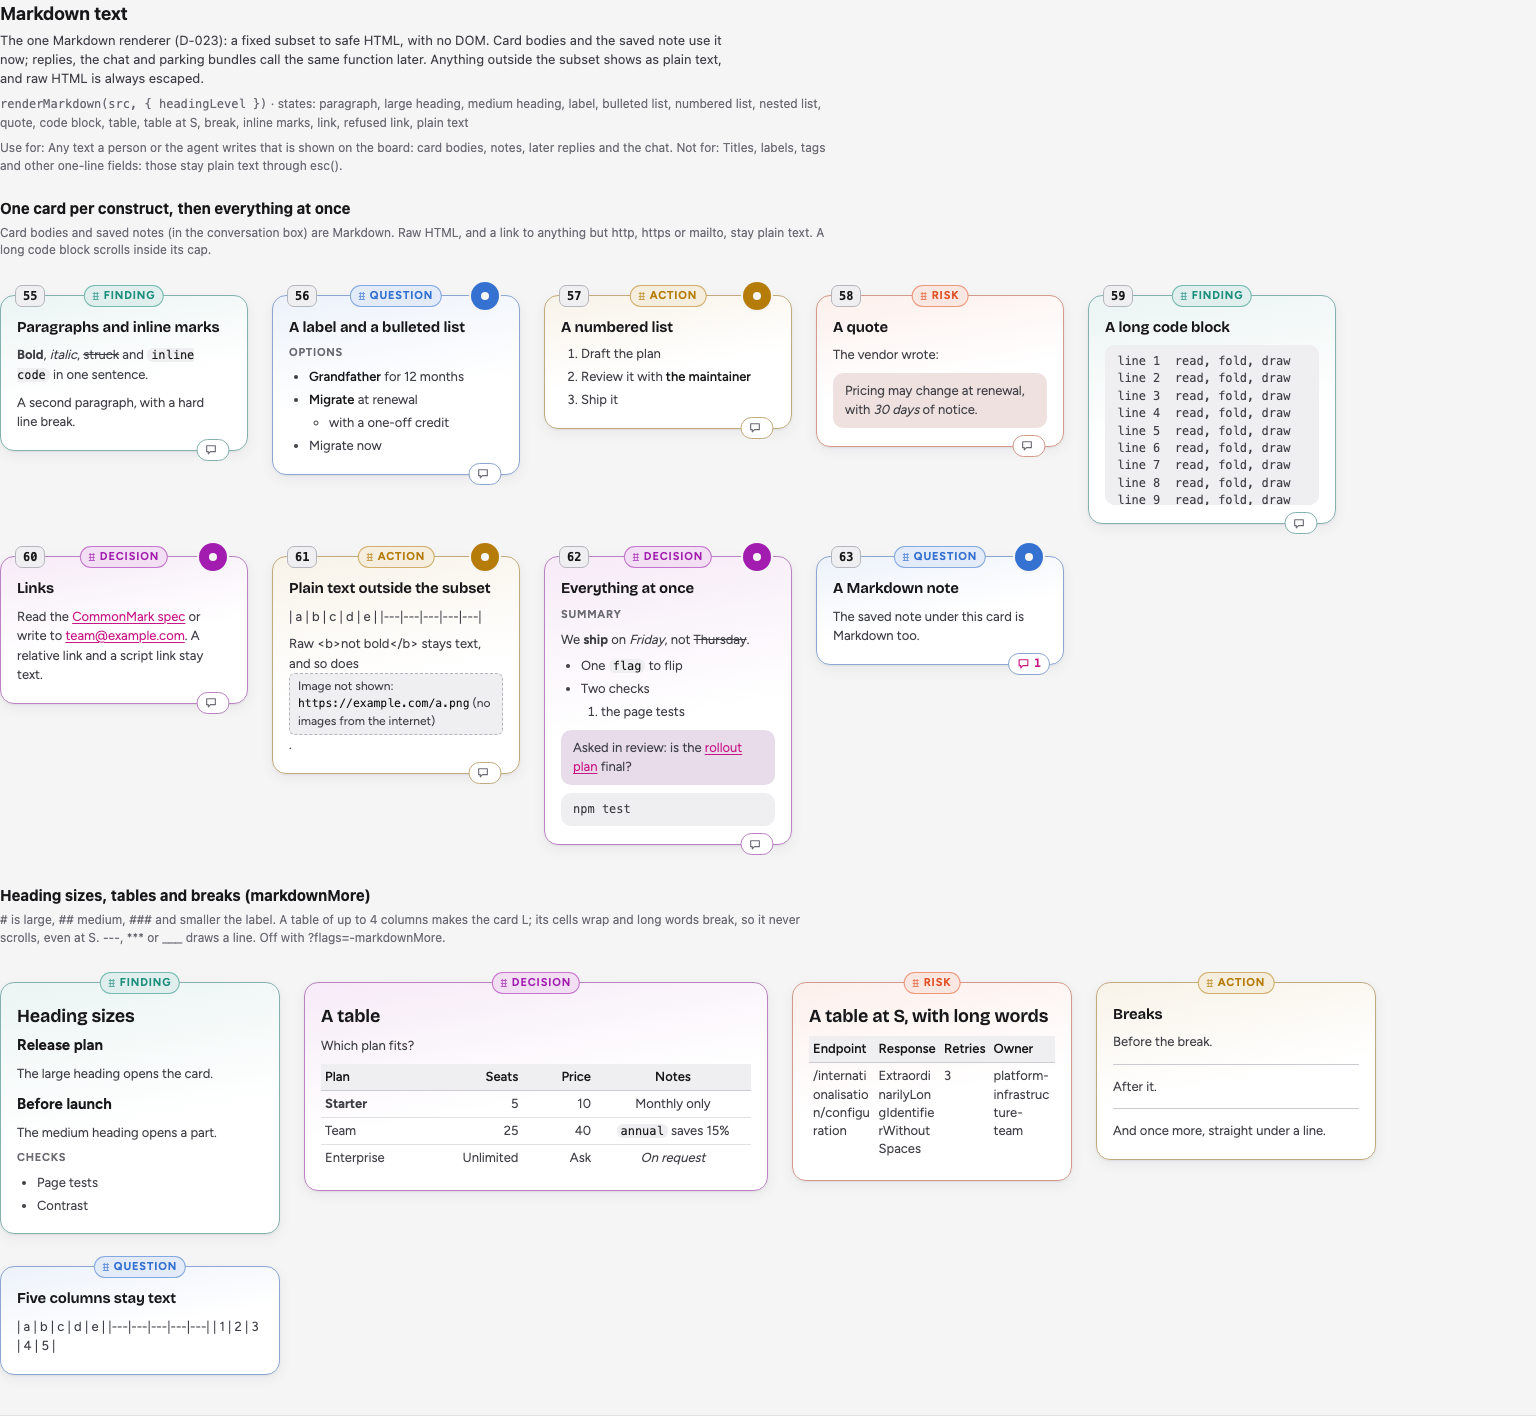 Markdown text
The one Markdown renderer (D-023): a fixed subset to safe HTML, with no DOM. Card bodies and the saved note use it
now; replies, the chat and parking bundles call the same function later. Anything outside the subset shows as plain text,
and raw HTML is always escaped.
renderMarkdown(src, { headingLevel }) · states: paragraph, large heading, medium heading, label, bulleted list, numbered list, nested list,
quote, code block, table, table at S, break, inline marks, link, refused link, plain text
Use for: Any text a person or the agent writes that is shown on the board: card bodies, notes, later replies and the chat. Not for: Titles, labels, tags
and other one-line fields: those stay plain text through esc().
One card per construct, then everything at once
Card bodies and saved notes (in the conversation box) are Markdown. Raw HTML, and a link to anything but http, https or mailto, stay plain text. A
long code block scrolls inside its cap.
55
FINDING
Paragraphs and inline marks
Bold, italic, struck and inline
code in one sentence.
A second paragraph, with a hard
line break.
56
QUESTION
A label and a bulleted list
OPTIONS
• Grandfather for 12 months
• Migrate at renewal
◦ with a one-off credit
• Migrate now
57
ACTION
A numbered list
1. Draft the plan
2. Review it with the maintainer
3. Ship it
58
RISK
A quote
The vendor wrote:
Pricing may change at renewal,
with 30 days of notice.
59
FINDING
A long code block
line 1  read, fold, draw
line 2  read, fold, draw
line 3  read, fold, draw
line 4  read, fold, draw
line 5  read, fold, draw
line 6  read, fold, draw
line 7  read, fold, draw
line 8  read, fold, draw
line 9  read, fold, draw
60
DECISION
Links
Read the CommonMark spec or
write to team@example.com. A
relative link and a script link stay
text.
61
ACTION
Plain text outside the subset
| a | b | c | d | e | |---|---|---|---|---|
Raw <b>not bold</b> stays text,
and so does
Image not shown:
https://example.com/a.png (no
images from the internet)
.
62
DECISION
Everything at once
SUMMARY
We ship on Friday, not Thursday.
• One flag to flip
• Two checks
1. the page tests
Asked in review: is the rollout
plan final?
npm test
63
QUESTION
A Markdown note
The saved note under this card is
Markdown too.
1
Heading sizes, tables and breaks (markdownMore)
# is large, ## medium, ### and smaller the label. A table of up to 4 columns makes the card L; its cells wrap and long words break, so it never
scrolls, even at S. ---, *** or ___ draws a line. Off with ?flags=-markdownMore.
FINDING
Heading sizes
Release plan
The large heading opens the card.
Before launch
The medium heading opens a part.
CHECKS
• Page tests
• Contrast
DECISION
A table
Which plan fits?
Plan Seats Price Notes
Starter 5 10 Monthly only
Team 25 40 annual saves 15%
Enterprise Unlimited Ask On request
RISK
A table at S, with long words
Endpoint Response Retries Owner
/internati Extraordi 3 platform-
onalisatio narilyLon infrastruc
n/configu gIdentifie ture-
ration rWithout team
Spaces
ACTION
Breaks
Before the break.
After it.
And once more, straight under a line.
QUESTION
Five columns stay text
| a | b | c | d | e | |---|---|---|---|---| | 1 | 2 | 3
| 4 | 5 |